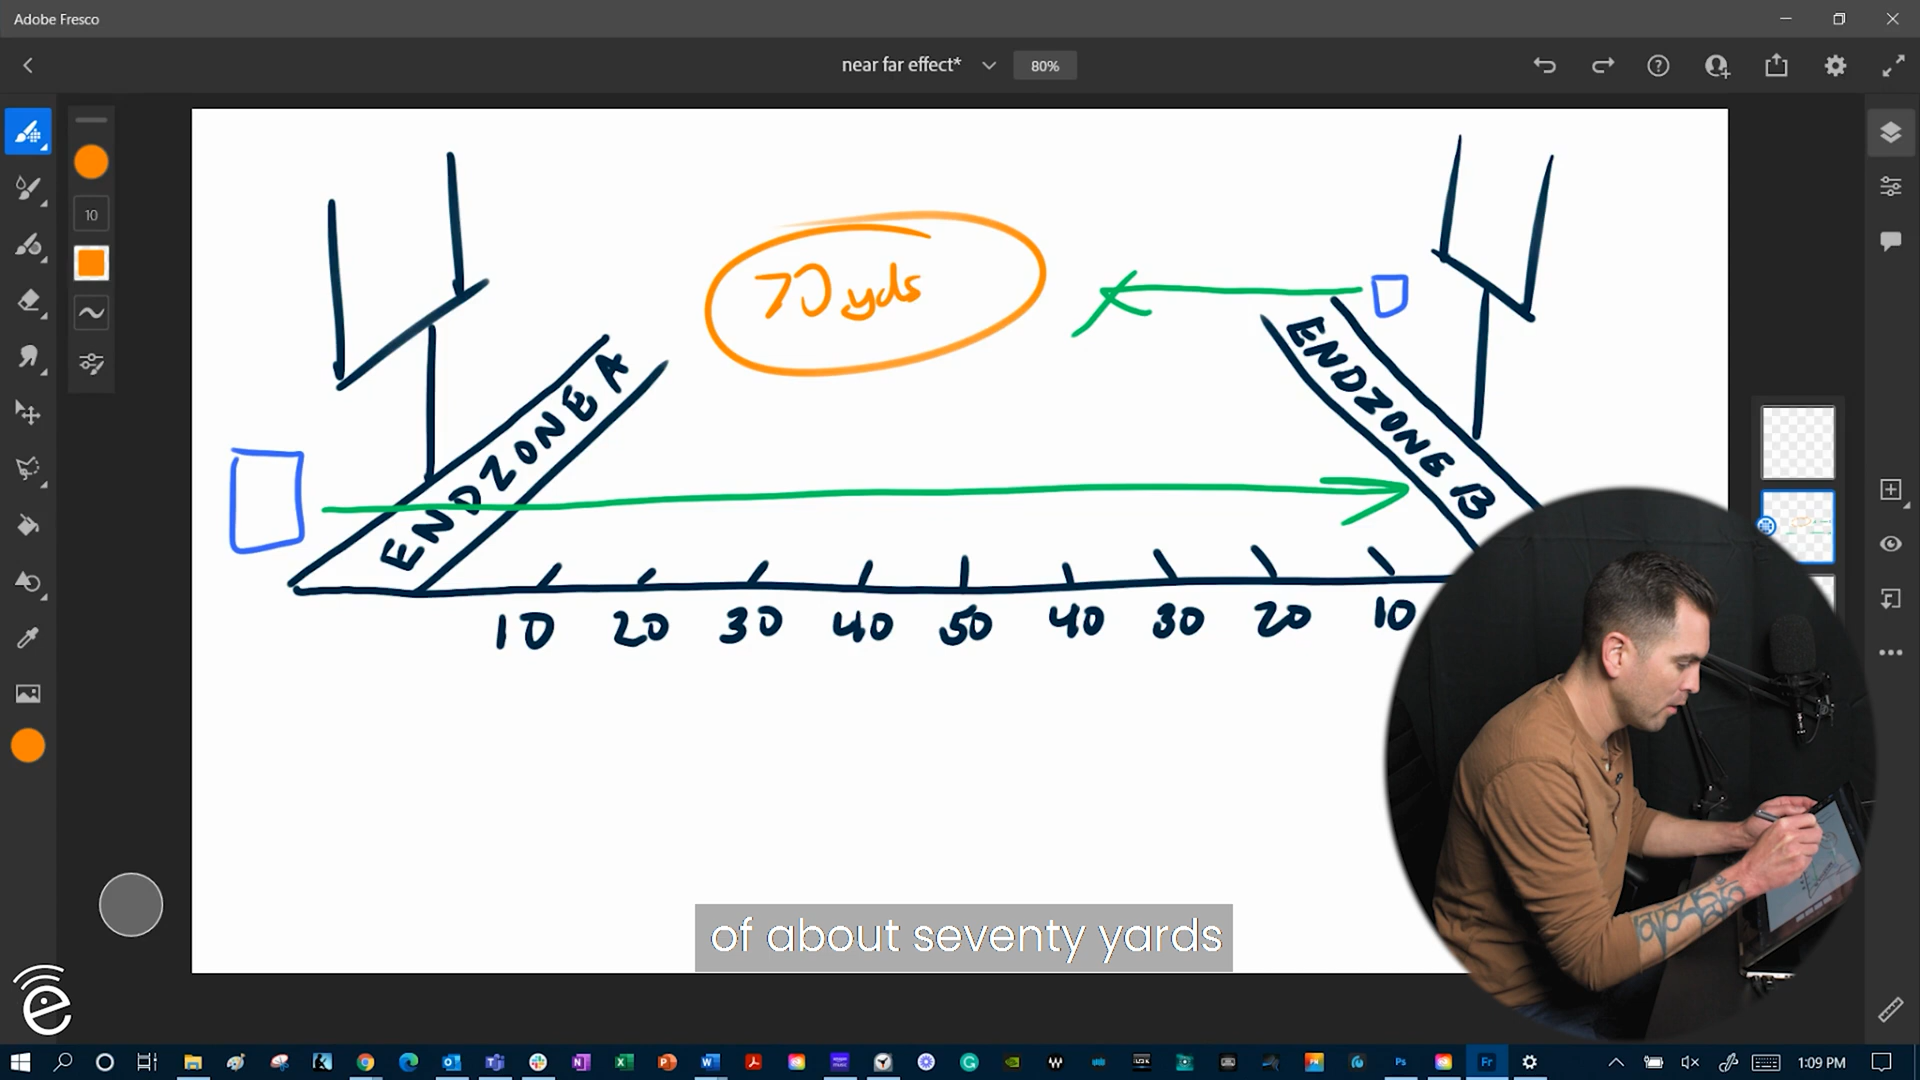 Adobe Fresco
near far effect*
80%
10
70 yds
ENDZONE A
ENDZONE B
10 20 30 40 50 40 30 20 10
of about seventy yards
1:09 PM